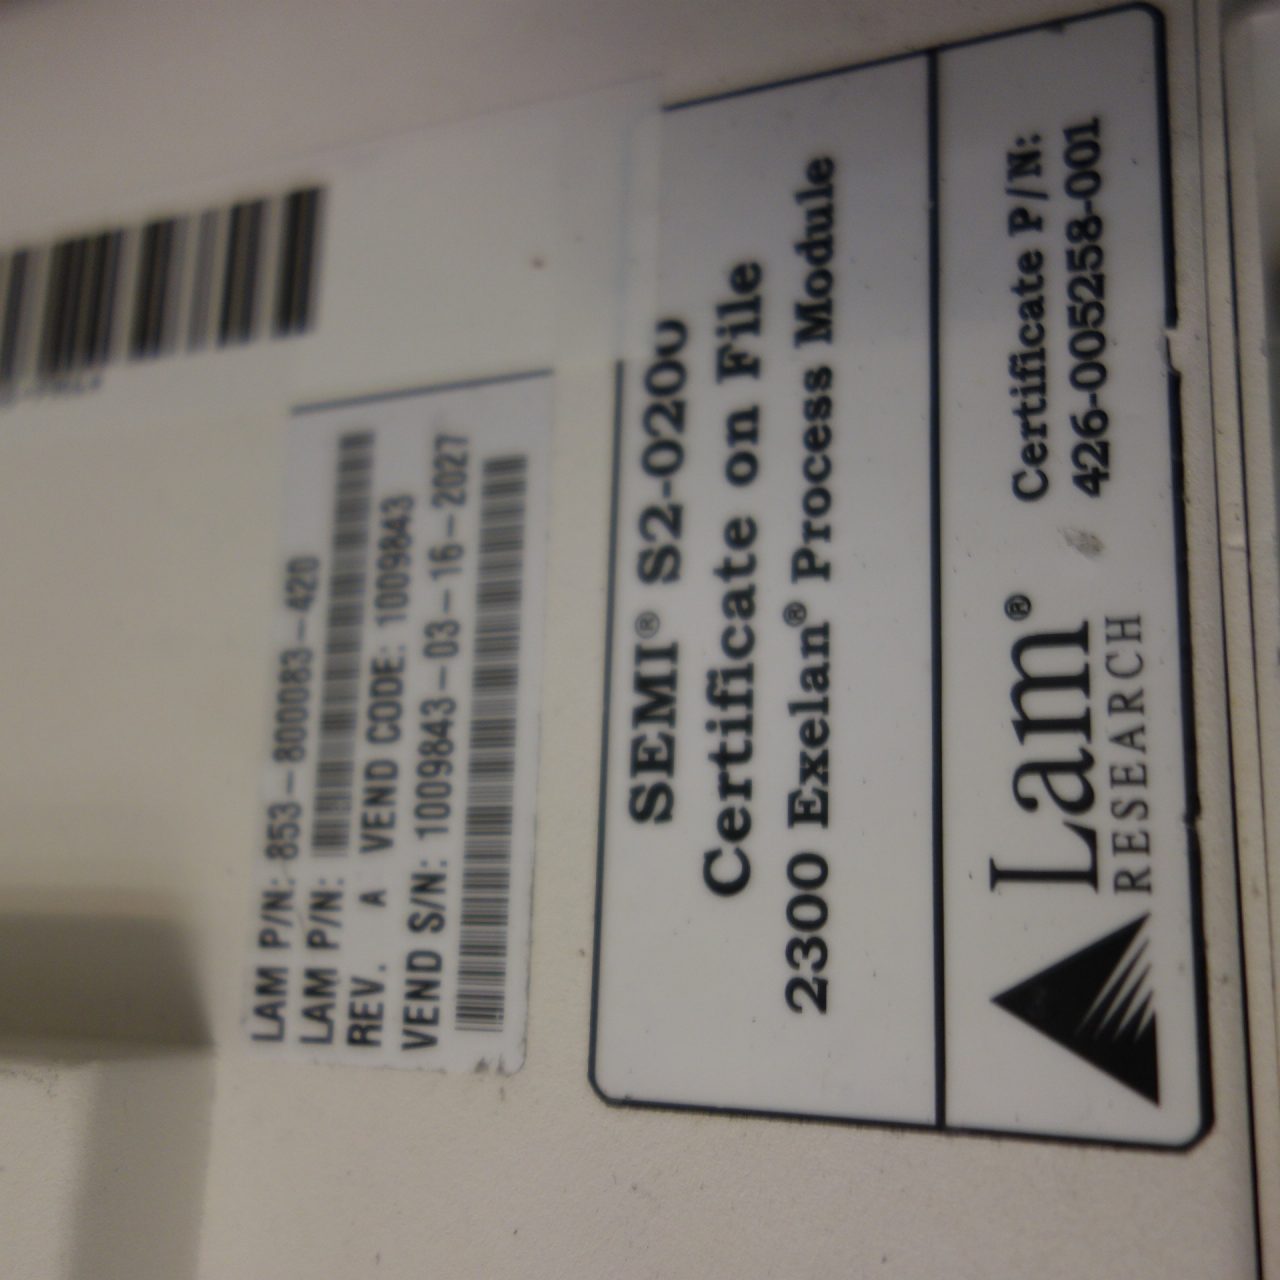 LAM P/N: 853-800083-420
LAM P/N:
REV. A VEND CODE: 1009843
VEND S/N: 1009843-03-16-2027
SEMI® S2-0200
Certificate on File
2300 Exelan® Process Module
Lam®
RESEARCH
Certificate P/N:
426-005258-001